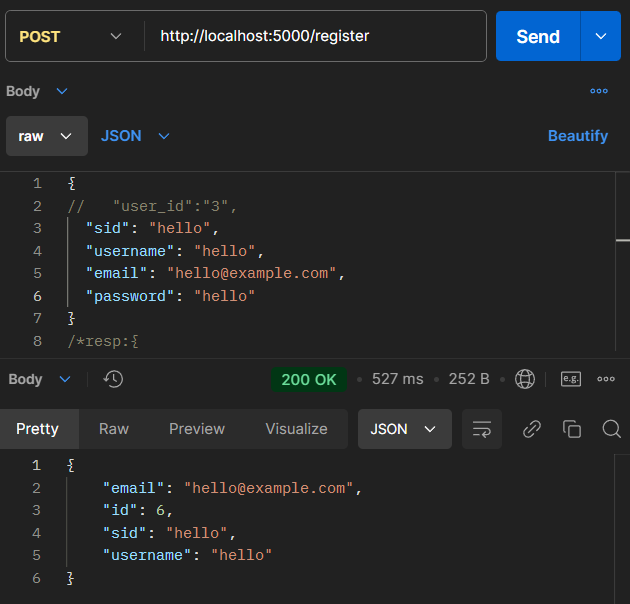 POST http://localhost:5000/register Send
Body
raw JSON Beautify
1 {
2 //   "user_id":"3",
3   "sid": "hello",
4   "username": "hello",
5   "email": "hello@example.com",
6   "password": "hello"
7 }
8 /*resp:{
Body 200 OK • 527 ms • 252 B • e.g.
Pretty Raw Preview Visualize JSON
1 {
2     "email": "hello@example.com",
3     "id": 6,
4     "sid": "hello",
5     "username": "hello"
6 }